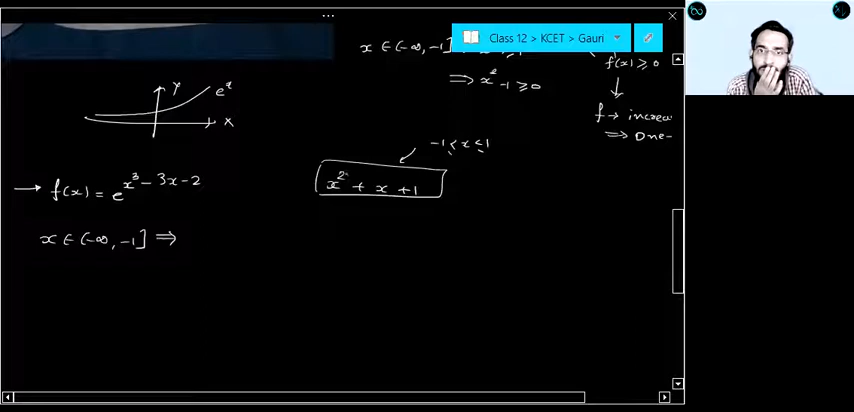 x ∈ (-∞, -1]
Class 12 > KCET > Gauri
⟹ x² -1 ≥ 0
f(x) ≥ 0
↓
f → increa
⟹ One-
Y
eˣ
X
-1 < x < 1
x² + x + 1
→ f(x) = e^(x³ - 3x - 2)
x ∈ (-∞, -1] ⟹